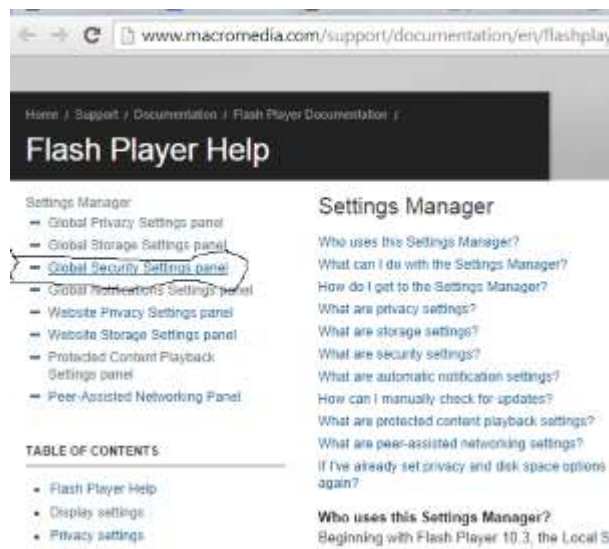 www.macromedia.com/support/documentation/en/flashplay
Home / Support / Documentation / Flash Player Documentation /
Flash Player Help
Settings Manager
Global Privacy Settings panel
Global Storage Settings panel
Global Security Settings panel
Global Notifications Settings panel
Website Privacy Settings panel
Website Storage Settings panel
Protected Content Playback
Settings panel
Peer-Assisted Networking Panel
TABLE OF CONTENTS
Flash Player Help
Display settings
Privacy settings
Settings Manager
Who uses this Settings Manager?
What can I do with the Settings Manager?
How do I get to the Settings Manager?
What are privacy settings?
What are storage settings?
What are security settings?
What are automatic notification settings?
How can I manually check for updates?
What are protected content playback settings?
What are peer-assisted networking settings?
If I've already set privacy and disk space options
again?
Who uses this Settings Manager?
Beginning with Flash Player 10.3, the Local S